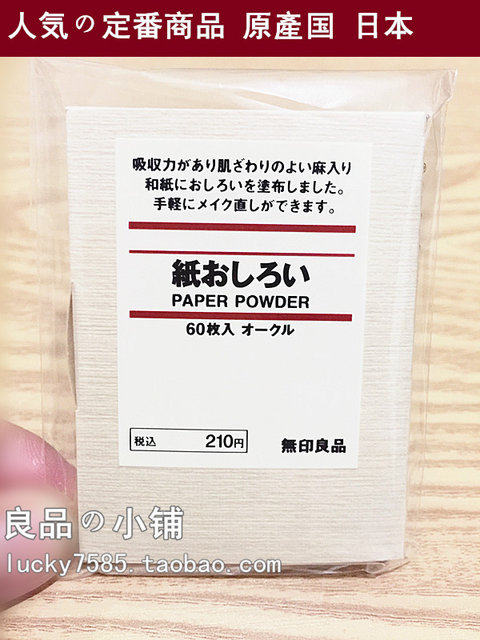 人気の定番商品 原產国 日本
吸収力があり肌ざわりのよい麻入り
和紙におしろいを塗布しました。
手軽にメイク直しができます。
紙おしろい
PAPER POWDER
60枚入 オークル
税込 210円
無印良品
良品の小铺
lucky7585.taobao.com